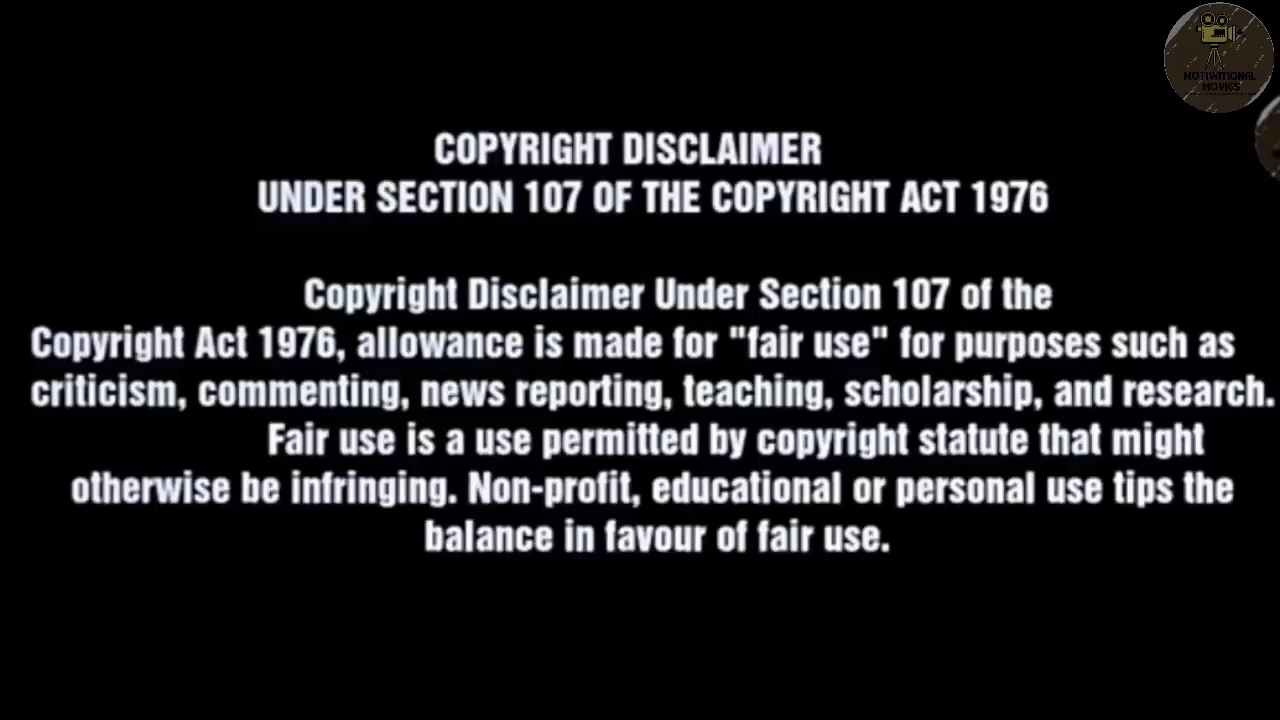 MOTIVATIONAL
MOVIES
COPYRIGHT DISCLAIMER
UNDER SECTION 107 OF THE COPYRIGHT ACT 1976
Copyright Disclaimer Under Section 107 of the
Copyright Act 1976, allowance is made for "fair use" for purposes such as
criticism, commenting, news reporting, teaching, scholarship, and research.
Fair use is a use permitted by copyright statute that might
otherwise be infringing. Non-profit, educational or personal use tips the
balance in favour of fair use.